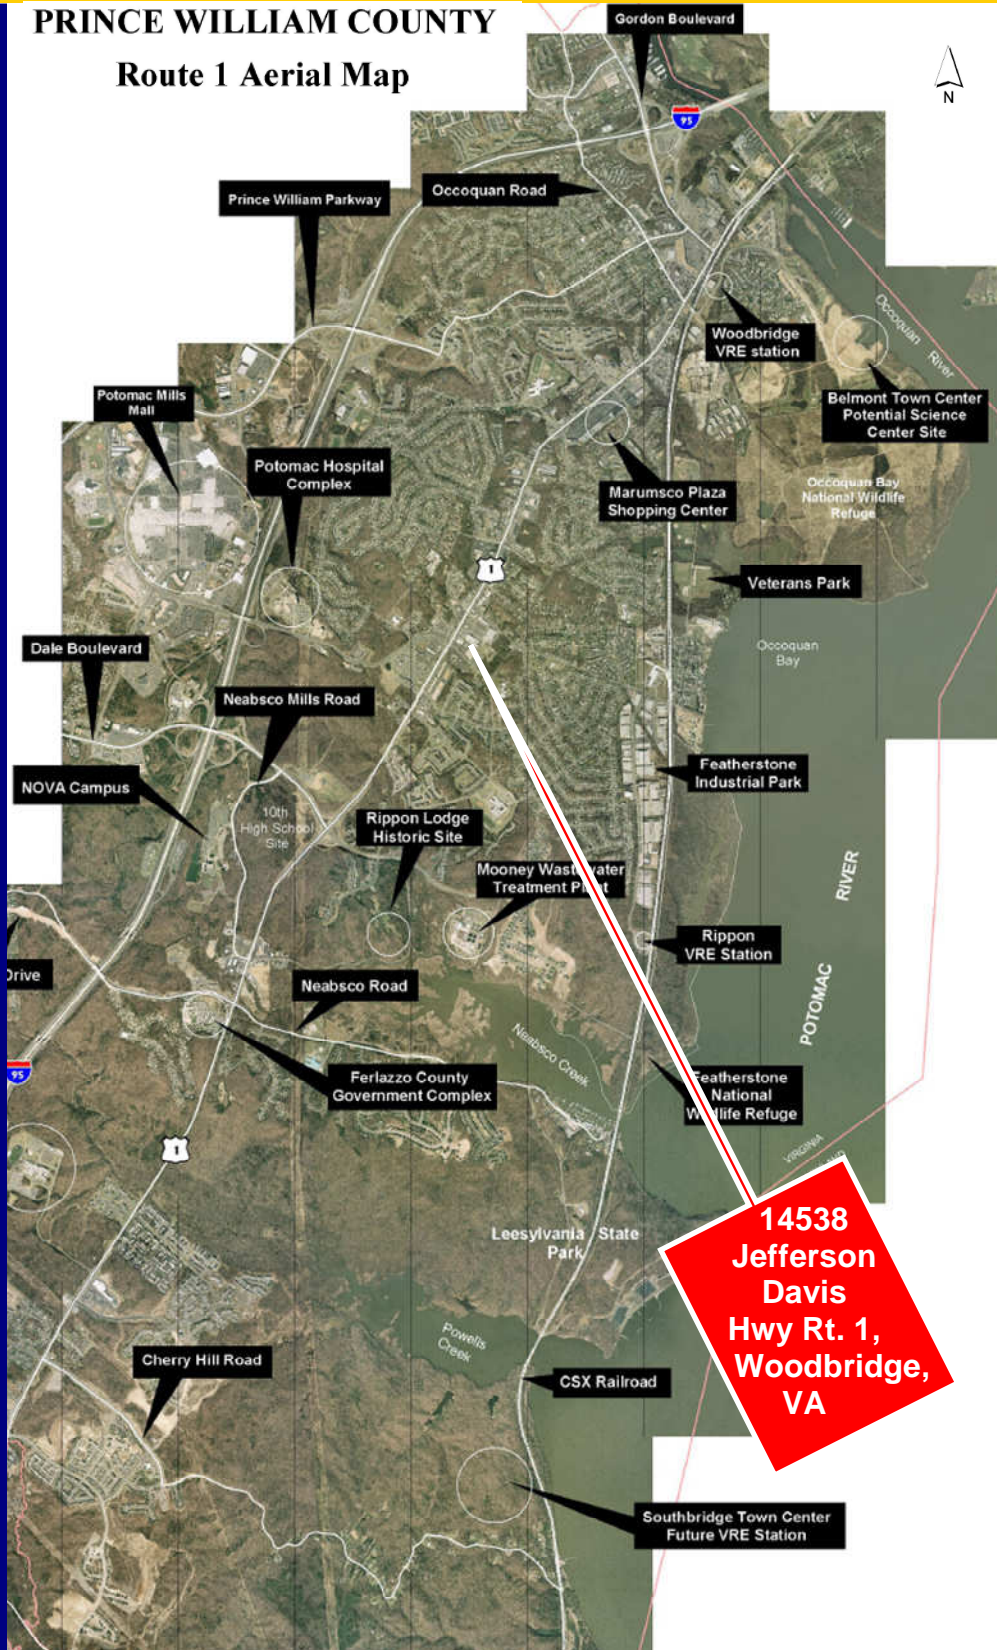 PRINCE WILLIAM COUNTY
Route 1 Aerial Map
Gordon Boulevard
N
95
Occoquan Road
Prince William Parkway
Woodbridge
VRE station
Occoquan River
Belmont Town Center
Potential Science
Center Site
Potomac Mills
Mall
Potomac Hospital
Complex
Marumsco Plaza
Shopping Center
Occoquan Bay
National Wildlife
Refuge
1
Veterans Park
Occoquan
Bay
Dale Boulevard
Neabsco Mills Road
NOVA Campus
Featherstone
Industrial Park
10th
High School
Site
Rippon Lodge
Historic Site
Mooney Wastewater
Treatment Plant
POTOMAC RIVER
Rippon
VRE Station
Drive
Neabsco Road
Neabsco Creek
95
Ferlazzo County
Government Complex
Featherstone
National
Wildlife Refuge
1
VIRGINIA
Leesylvania State
Park
14538
Jefferson
Davis
Hwy Rt. 1,
Woodbridge,
VA
Powells
Creek
Cherry Hill Road
CSX Railroad
Southbridge Town Center
Future VRE Station